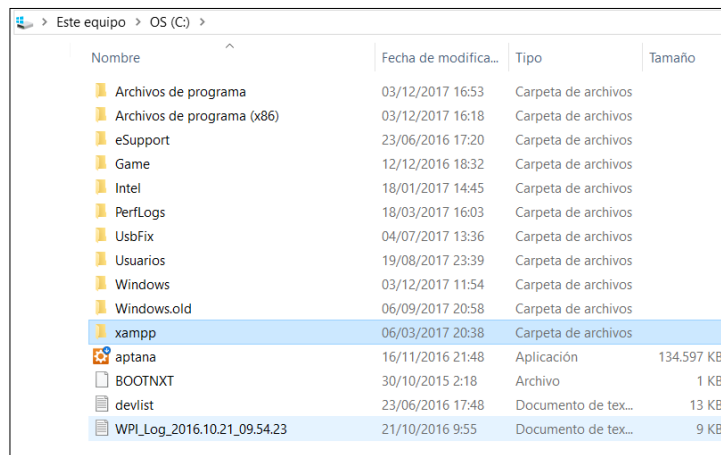 Este equipo > OS (C:) >
Nombre Fecha de modifica... Tipo Tamaño
Archivos de programa 03/12/2017 16:53 Carpeta de archivos
Archivos de programa (x86) 03/12/2017 16:18 Carpeta de archivos
eSupport 23/06/2016 17:20 Carpeta de archivos
Game 12/12/2016 18:32 Carpeta de archivos
Intel 18/01/2017 14:45 Carpeta de archivos
PerfLogs 18/03/2017 16:03 Carpeta de archivos
UsbFix 04/07/2017 13:36 Carpeta de archivos
Usuarios 19/08/2017 23:39 Carpeta de archivos
Windows 03/12/2017 11:54 Carpeta de archivos
Windows.old 06/09/2017 20:58 Carpeta de archivos
xampp 06/03/2017 20:38 Carpeta de archivos
aptana 16/11/2016 21:48 Aplicación 134.597 KB
BOOTNXT 30/10/2015 2:18 Archivo 1 KB
devlist 23/06/2016 17:48 Documento de tex... 13 KB
WPI_Log_2016.10.21_09.54.23 21/10/2016 9:55 Documento de tex... 9 KB